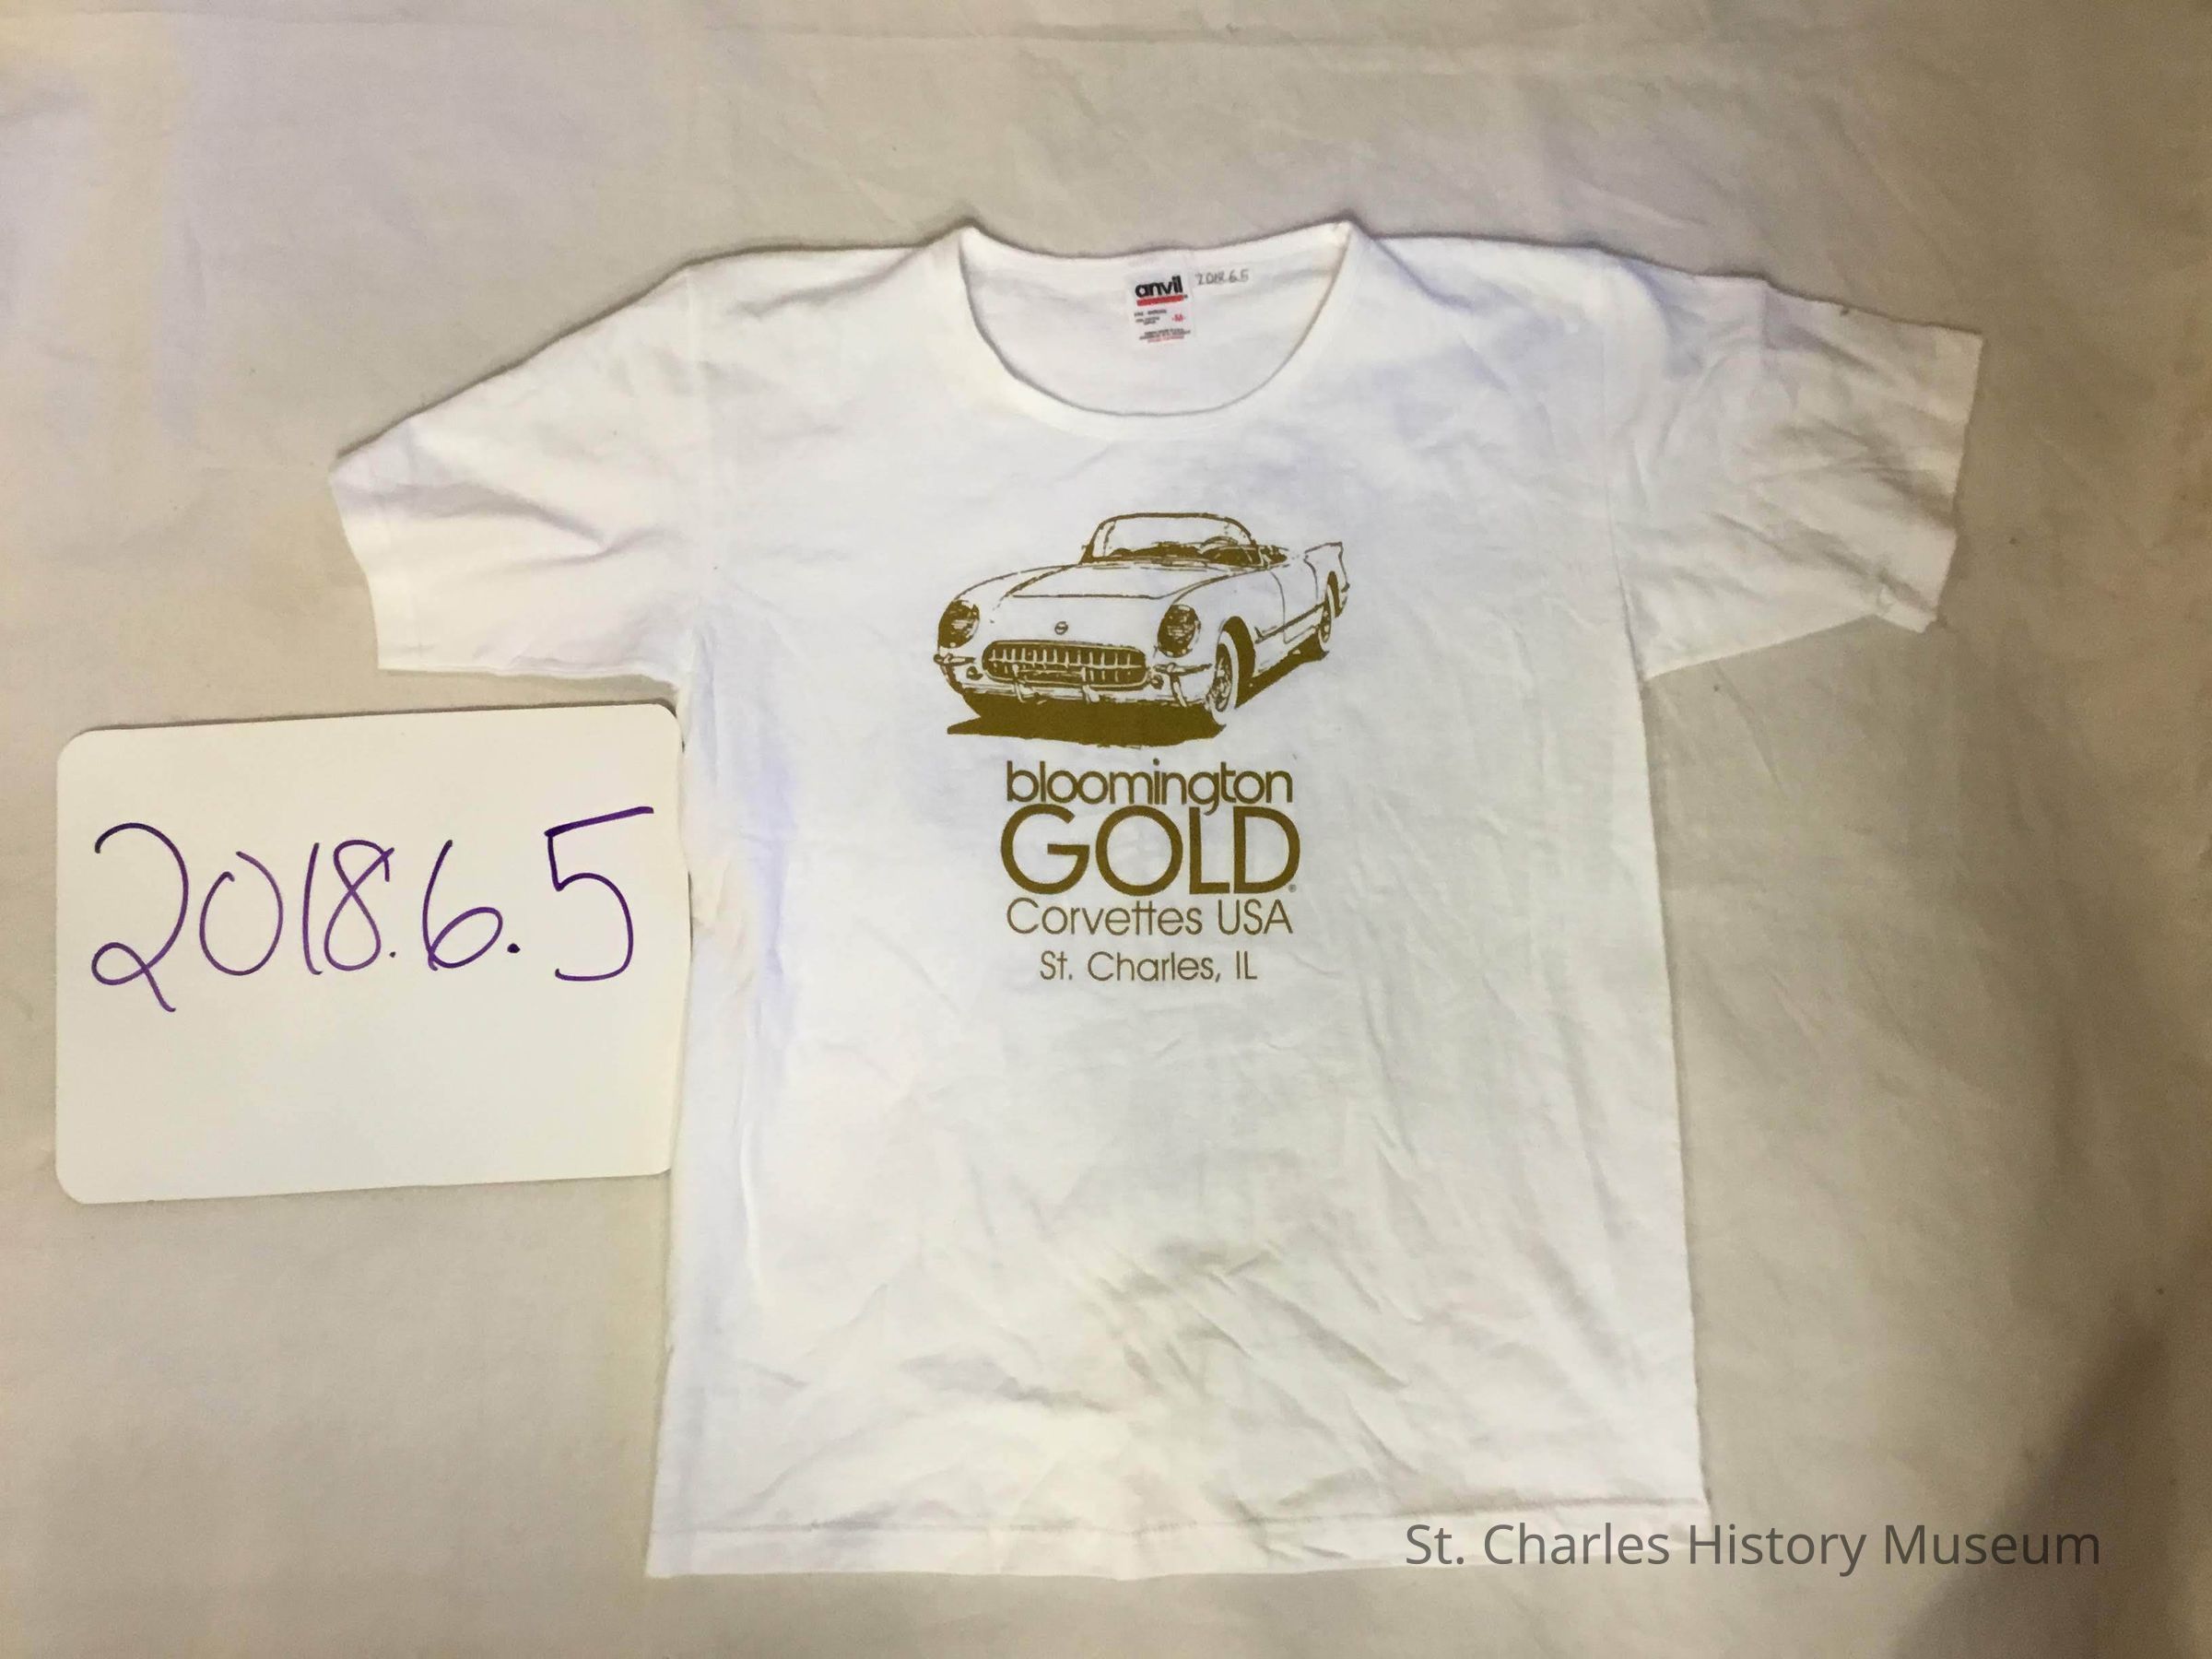 anvil
2018.6.5
-M-
bloomington
GOLD®
Corvettes USA
St. Charles, IL
2018.6.5
St. Charles History Museum